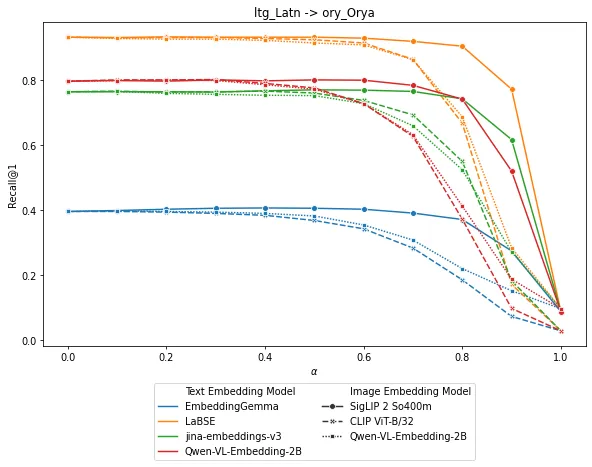 ltg_Latn -> ory_Orya
Recall@1
0.8
0.6
0.4
0.2
0.0
0.0 0.2 0.4 0.6 0.8 1.0
α
Text Embedding Model Image Embedding Model
EmbeddingGemma SigLIP 2 So400m
LaBSE CLIP ViT-B/32
jina-embeddings-v3 Qwen-VL-Embedding-2B
Qwen-VL-Embedding-2B